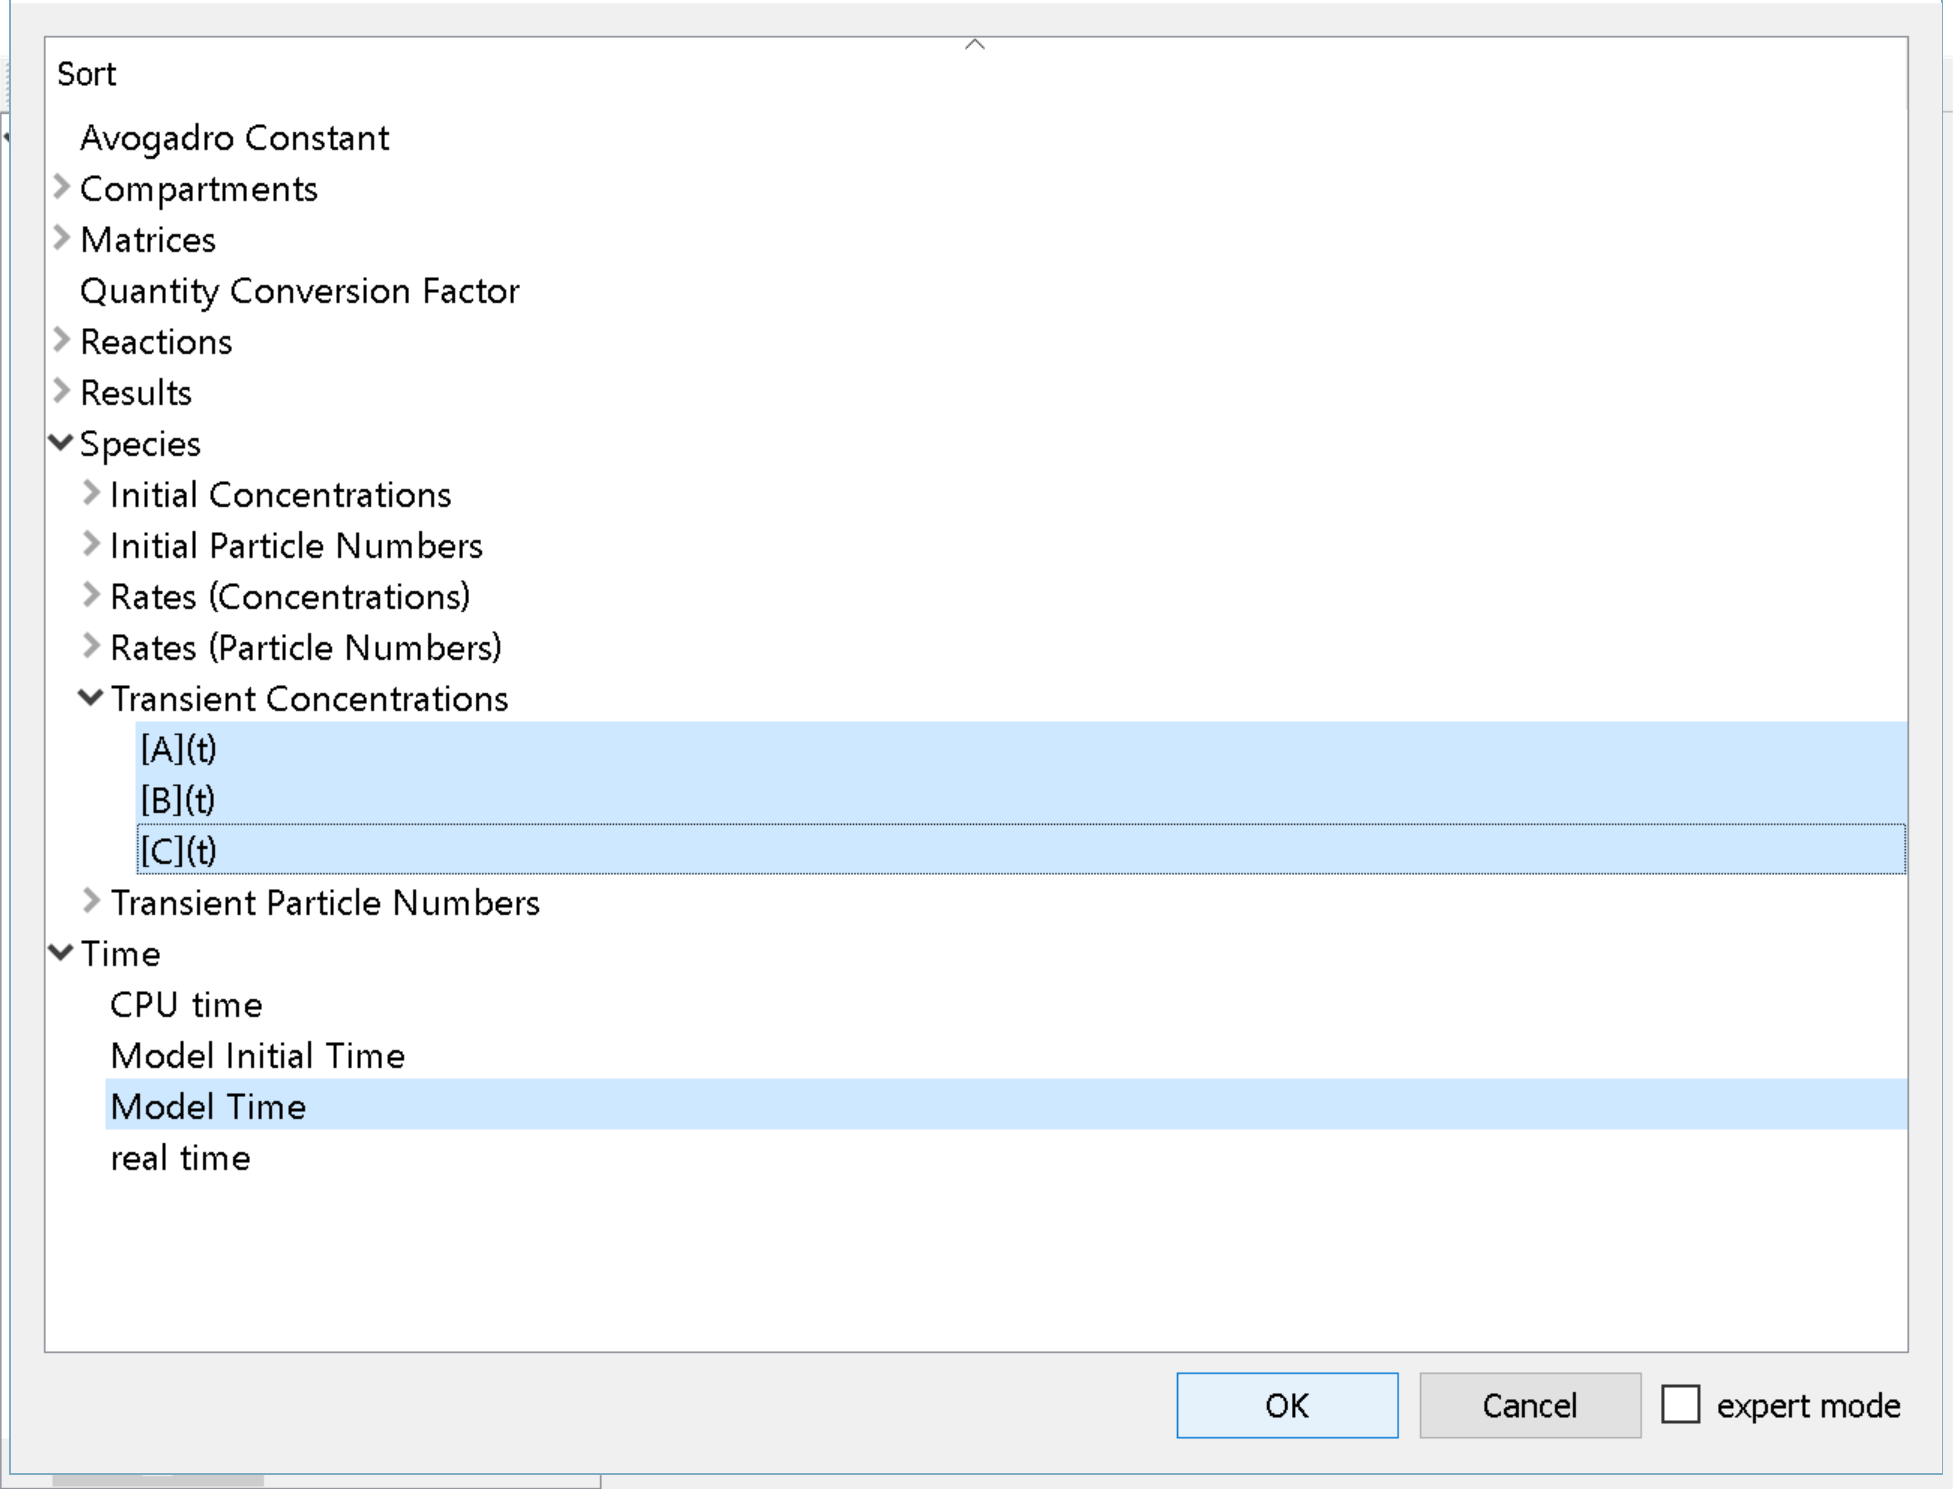 Sort
Avogadro Constant
Compartments
Matrices
Quantity Conversion Factor
Reactions
Results
Species
Initial Concentrations
Initial Particle Numbers
Rates (Concentrations)
Rates (Particle Numbers)
Transient Concentrations
[A](t)
[B](t)
[C](t)
Transient Particle Numbers
Time
CPU time
Model Initial Time
Model Time
real time
OK Cancel expert mode